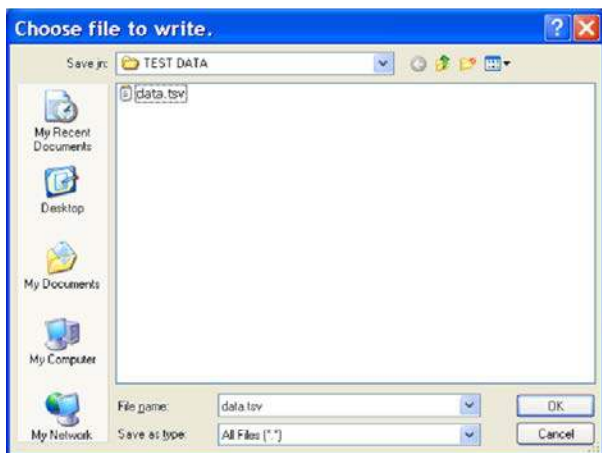 Choose file to write.
Save in:
TEST DATA
data.tsv
My Recent
Documents
Desktop
My Documents
My Computer
My Network
File name:
data.tsv
OK
Save as type:
All Files (*.*)
Cancel